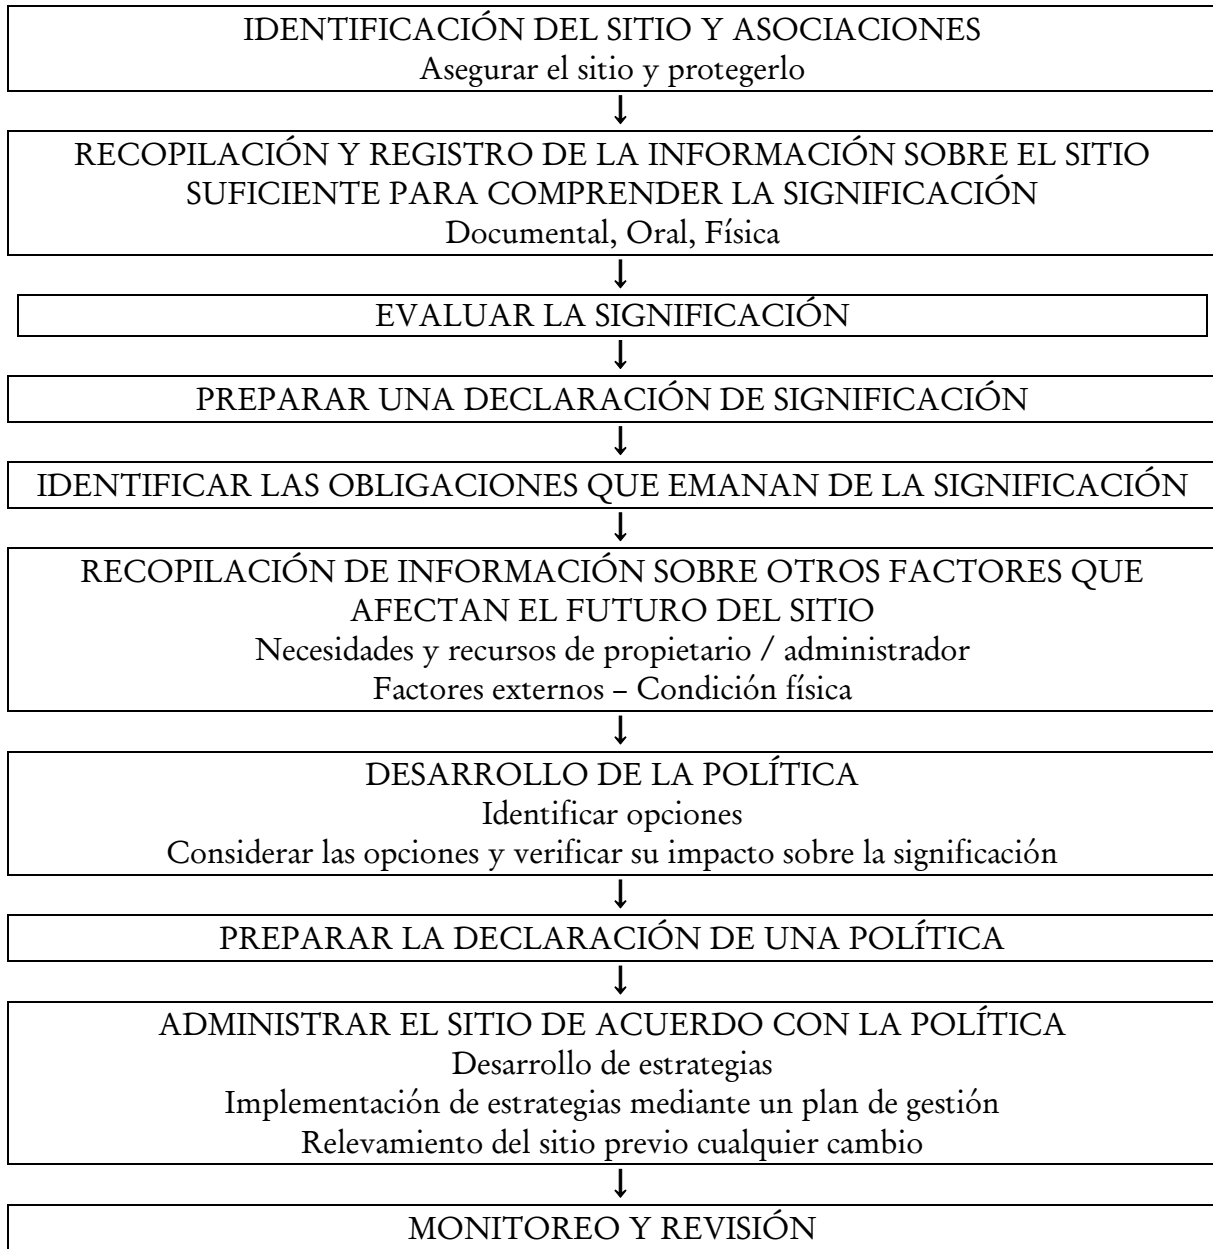 IDENTIFICACIÓN DEL SITIO Y ASOCIACIONES
Asegurar el sitio y protegerlo
↓
RECOPILACIÓN Y REGISTRO DE LA INFORMACIÓN SOBRE EL SITIO
SUFICIENTE PARA COMPRENDER LA SIGNIFICACIÓN
Documental, Oral, Física
↓
EVALUAR LA SIGNIFICACIÓN
↓
PREPARAR UNA DECLARACIÓN DE SIGNIFICACIÓN
↓
IDENTIFICAR LAS OBLIGACIONES QUE EMANAN DE LA SIGNIFICACIÓN
↓
RECOPILACIÓN DE INFORMACIÓN SOBRE OTROS FACTORES QUE
AFECTAN EL FUTURO DEL SITIO
Necesidades y recursos de propietario / administrador
Factores externos – Condición física
↓
DESARROLLO DE LA POLÍTICA
Identificar opciones
Considerar las opciones y verificar su impacto sobre la significación
↓
PREPARAR LA DECLARACIÓN DE UNA POLÍTICA
↓
ADMINISTRAR EL SITIO DE ACUERDO CON LA POLÍTICA
Desarrollo de estrategias
Implementación de estrategias mediante un plan de gestión
Relevamiento del sitio previo cualquier cambio
↓
MONITOREO Y REVISIÓN